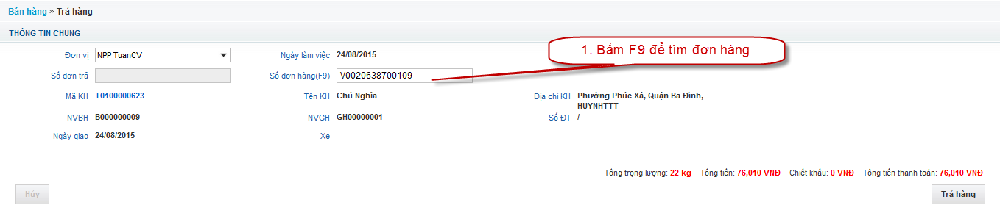 Bán hàng » Trả hàng
THÔNG TIN CHUNG
Đơn vị NPP TuanCV Ngày làm việc 24/08/2015
1. Bấm F9 để tìm đơn hàng
Số đơn trả Số đơn hàng(F9) V0020638700109
Mã KH T0100000623 Tên KH Chú Nghĩa Địa chỉ KH Phường Phúc Xá, Quận Ba Đình,
HUYNHTTT
NVBH B000000009 NVGH GH00000001 Số ĐT /
Ngày giao 24/08/2015 Xe
Tổng trọng lượng: 22 kg Tổng tiền: 76,010 VNĐ Chiết khấu: 0 VNĐ Tổng tiền thanh toán: 76,010 VNĐ
Hủy Trả hàng